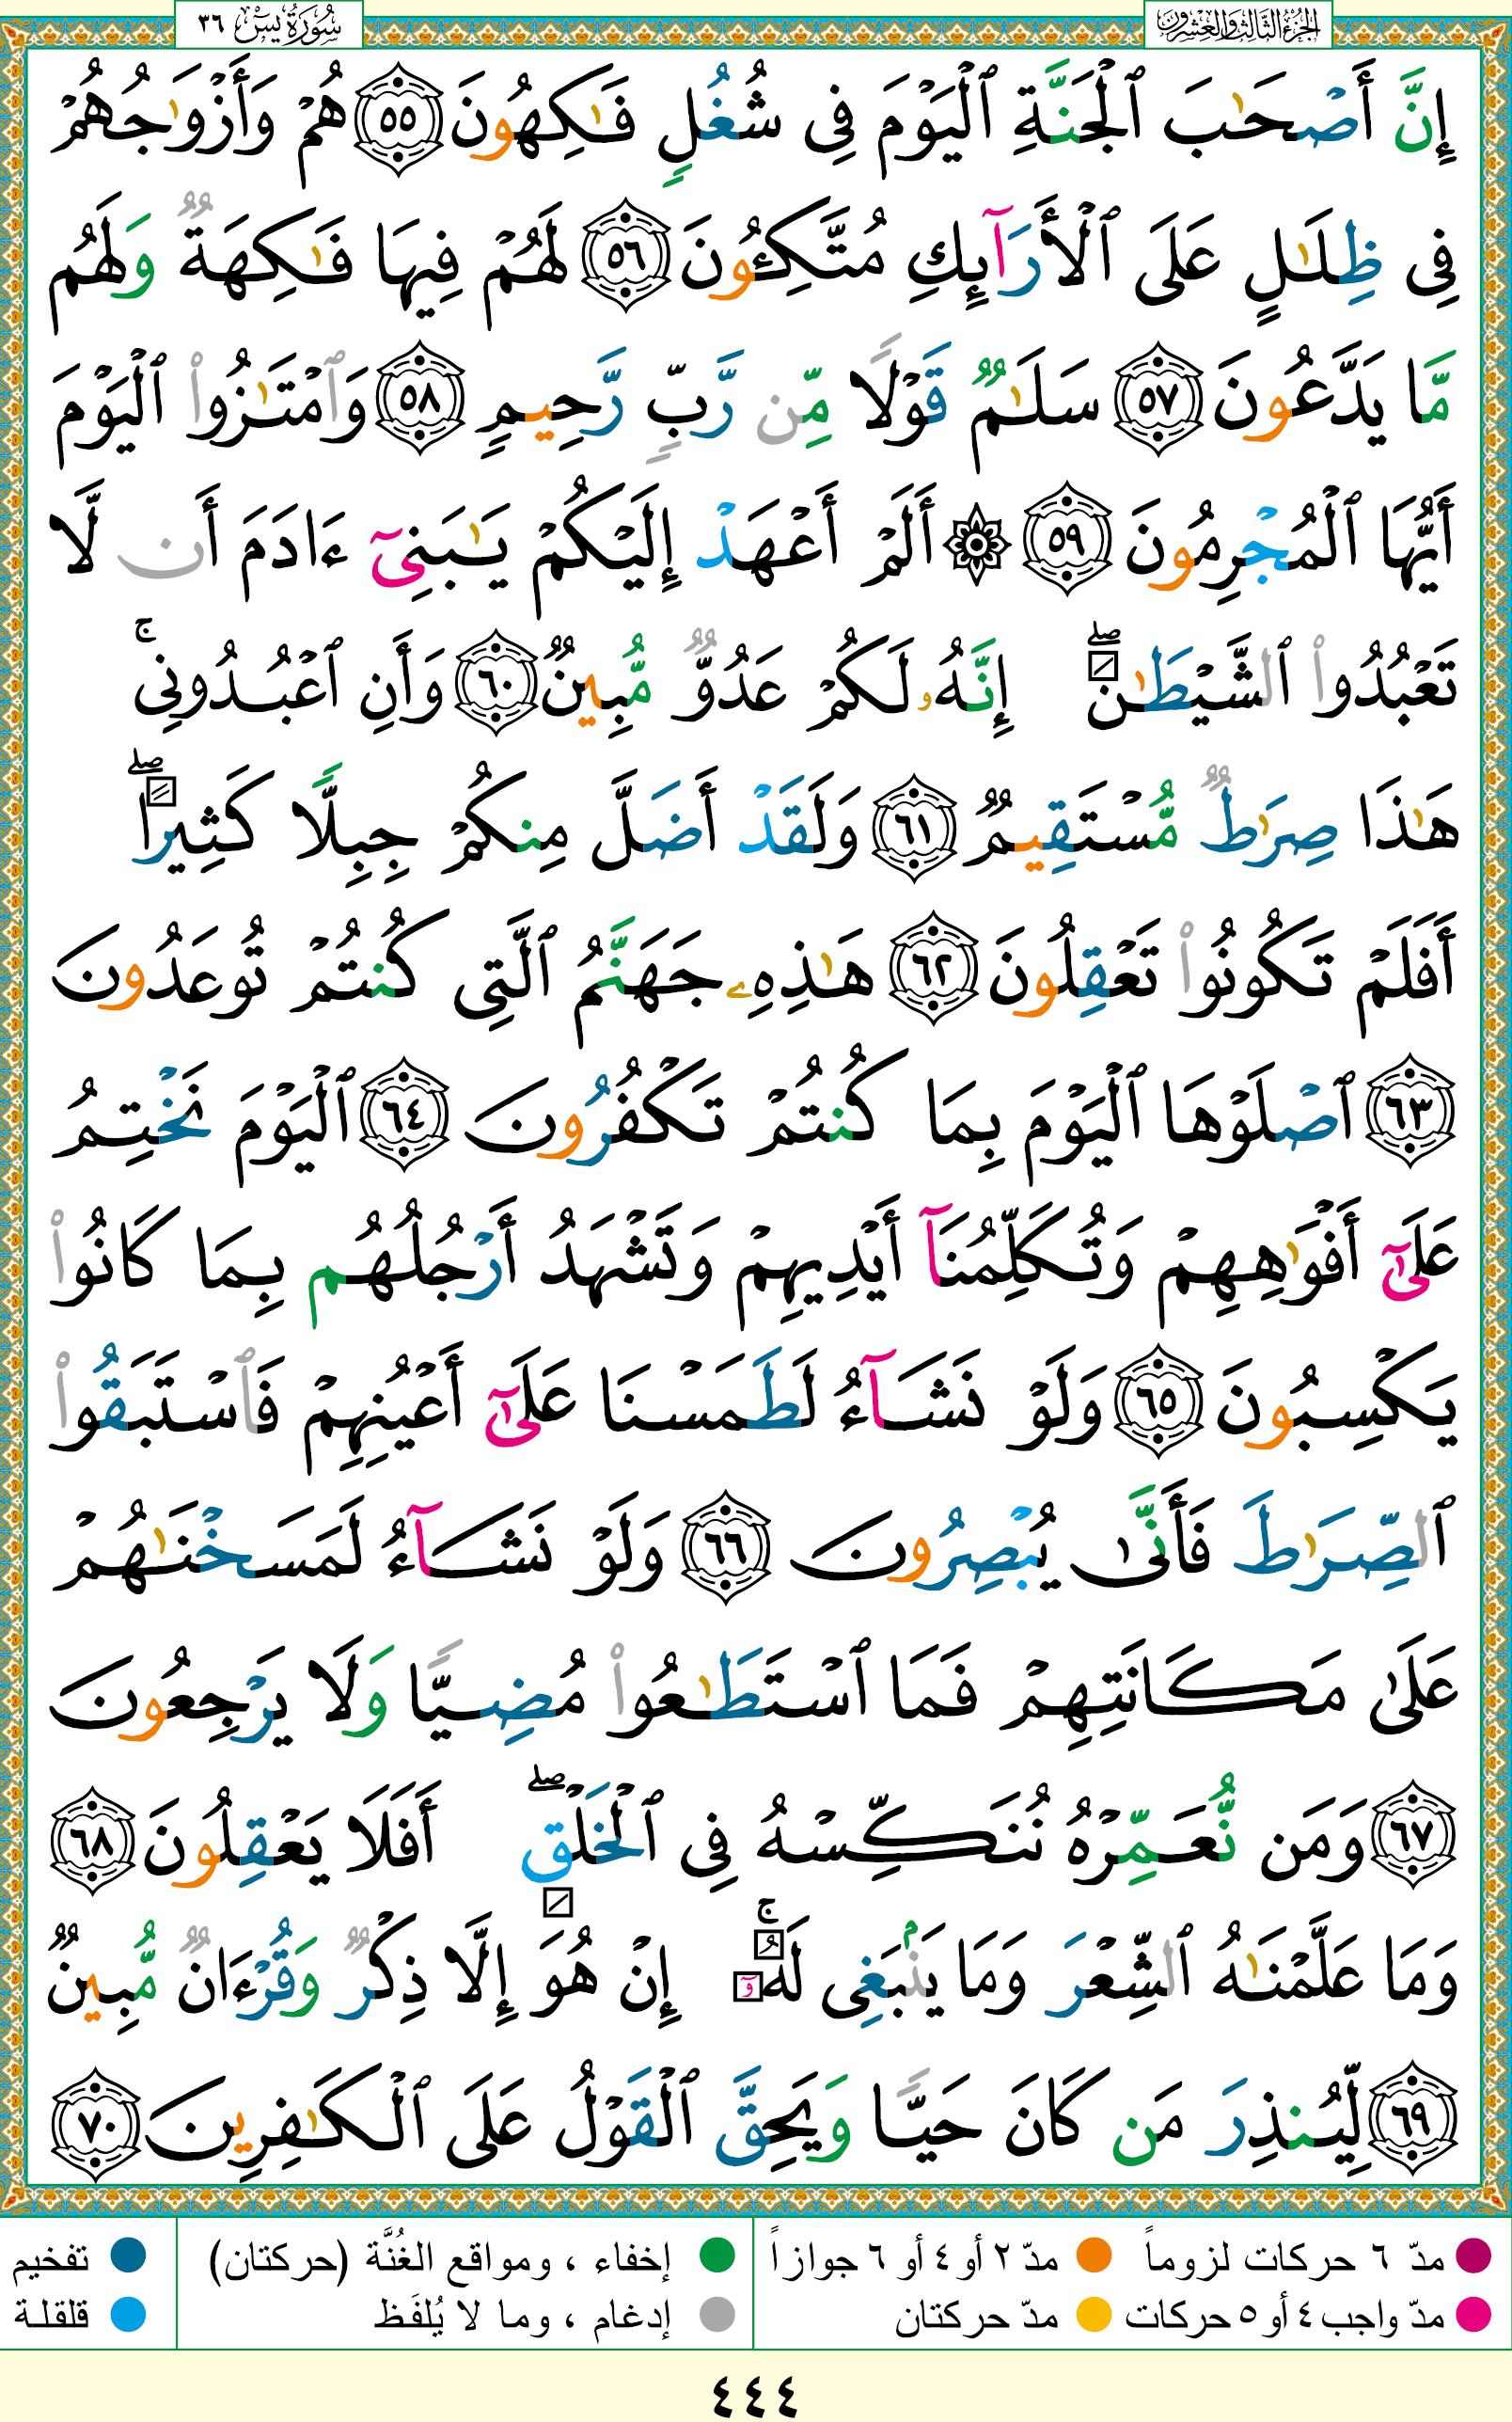 سُورَةُ يسٓ ٣٦
الجزء الثالث والعشرون
إِنَّ أَصْحَٰبَ ٱلْجَنَّةِ ٱلْيَوْمَ فِى شُغُلٍ فَٰكِهُونَ ٥٥ هُمْ وَأَزْوَٰجُهُمْ
فِى ظِلَٰلٍ عَلَى ٱلْأَرَآئِكِ مُتَّكِـُٔونَ ٥٦ لَهُمْ فِيهَا فَٰكِهَةٌ وَلَهُم
مَّا يَدَّعُونَ ٥٧ سَلَٰمٌ قَوْلًا مِّن رَّبٍّ رَّحِيمٍ ٥٨ وَٱمْتَٰزُوا۟ ٱلْيَوْمَ
أَيُّهَا ٱلْمُجْرِمُونَ ٥٩ ۞ أَلَمْ أَعْهَدْ إِلَيْكُمْ يَٰبَنِىٓ ءَادَمَ أَن لَّا
تَعْبُدُوا۟ ٱلشَّيْطَٰنَ ۖ إِنَّهُۥ لَكُمْ عَدُوٌّ مُّبِينٌ ٦٠ وَأَنِ ٱعْبُدُونِى ۚ
هَٰذَا صِرَٰطٌ مُّسْتَقِيمٌ ٦١ وَلَقَدْ أَضَلَّ مِنكُمْ جِبِلًّا كَثِيرًا ۖ
أَفَلَمْ تَكُونُوا۟ تَعْقِلُونَ ٦٢ هَٰذِهِۦ جَهَنَّمُ ٱلَّتِى كُنتُمْ تُوعَدُونَ
٦٣ ٱصْلَوْهَا ٱلْيَوْمَ بِمَا كُنتُمْ تَكْفُرُونَ ٦٤ ٱلْيَوْمَ نَخْتِمُ
عَلَىٰٓ أَفْوَٰهِهِمْ وَتُكَلِّمُنَآ أَيْدِيهِمْ وَتَشْهَدُ أَرْجُلُهُم بِمَا كَانُوا۟
يَكْسِبُونَ ٦٥ وَلَوْ نَشَآءُ لَطَمَسْنَا عَلَىٰٓ أَعْيُنِهِمْ فَٱسْتَبَقُوا۟
ٱلصِّرَٰطَ فَأَنَّىٰ يُبْصِرُونَ ٦٦ وَلَوْ نَشَآءُ لَمَسَخْنَٰهُمْ
عَلَىٰ مَكَانَتِهِمْ فَمَا ٱسْتَطَٰعُوا۟ مُضِيًّا وَلَا يَرْجِعُونَ
٦٧ وَمَن نُّعَمِّرْهُ نُنَكِّسْهُ فِى ٱلْخَلْقِ ۖ أَفَلَا يَعْقِلُونَ ٦٨
وَمَا عَلَّمْنَٰهُ ٱلشِّعْرَ وَمَا يَنۢبَغِى لَهُۥٓ ۚ إِنْ هُوَ إِلَّا ذِكْرٌ وَقُرْءَانٌ مُّبِينٌ
٦٩ لِّيُنذِرَ مَن كَانَ حَيًّا وَيَحِقَّ ٱلْقَوْلُ عَلَى ٱلْكَٰفِرِينَ ٧٠
مدّ ٦ حركات لزوماً مدّ ٢ أو ٤ أو ٦ جوازاً إخفاء ، ومواقع الغُنَّة (حركتان) تفخيم
مدّ واجب ٤ أو ٥ حركات مدّ حركتان إدغام ، وما لا يُلفَظ قلقلة
٤٤٤